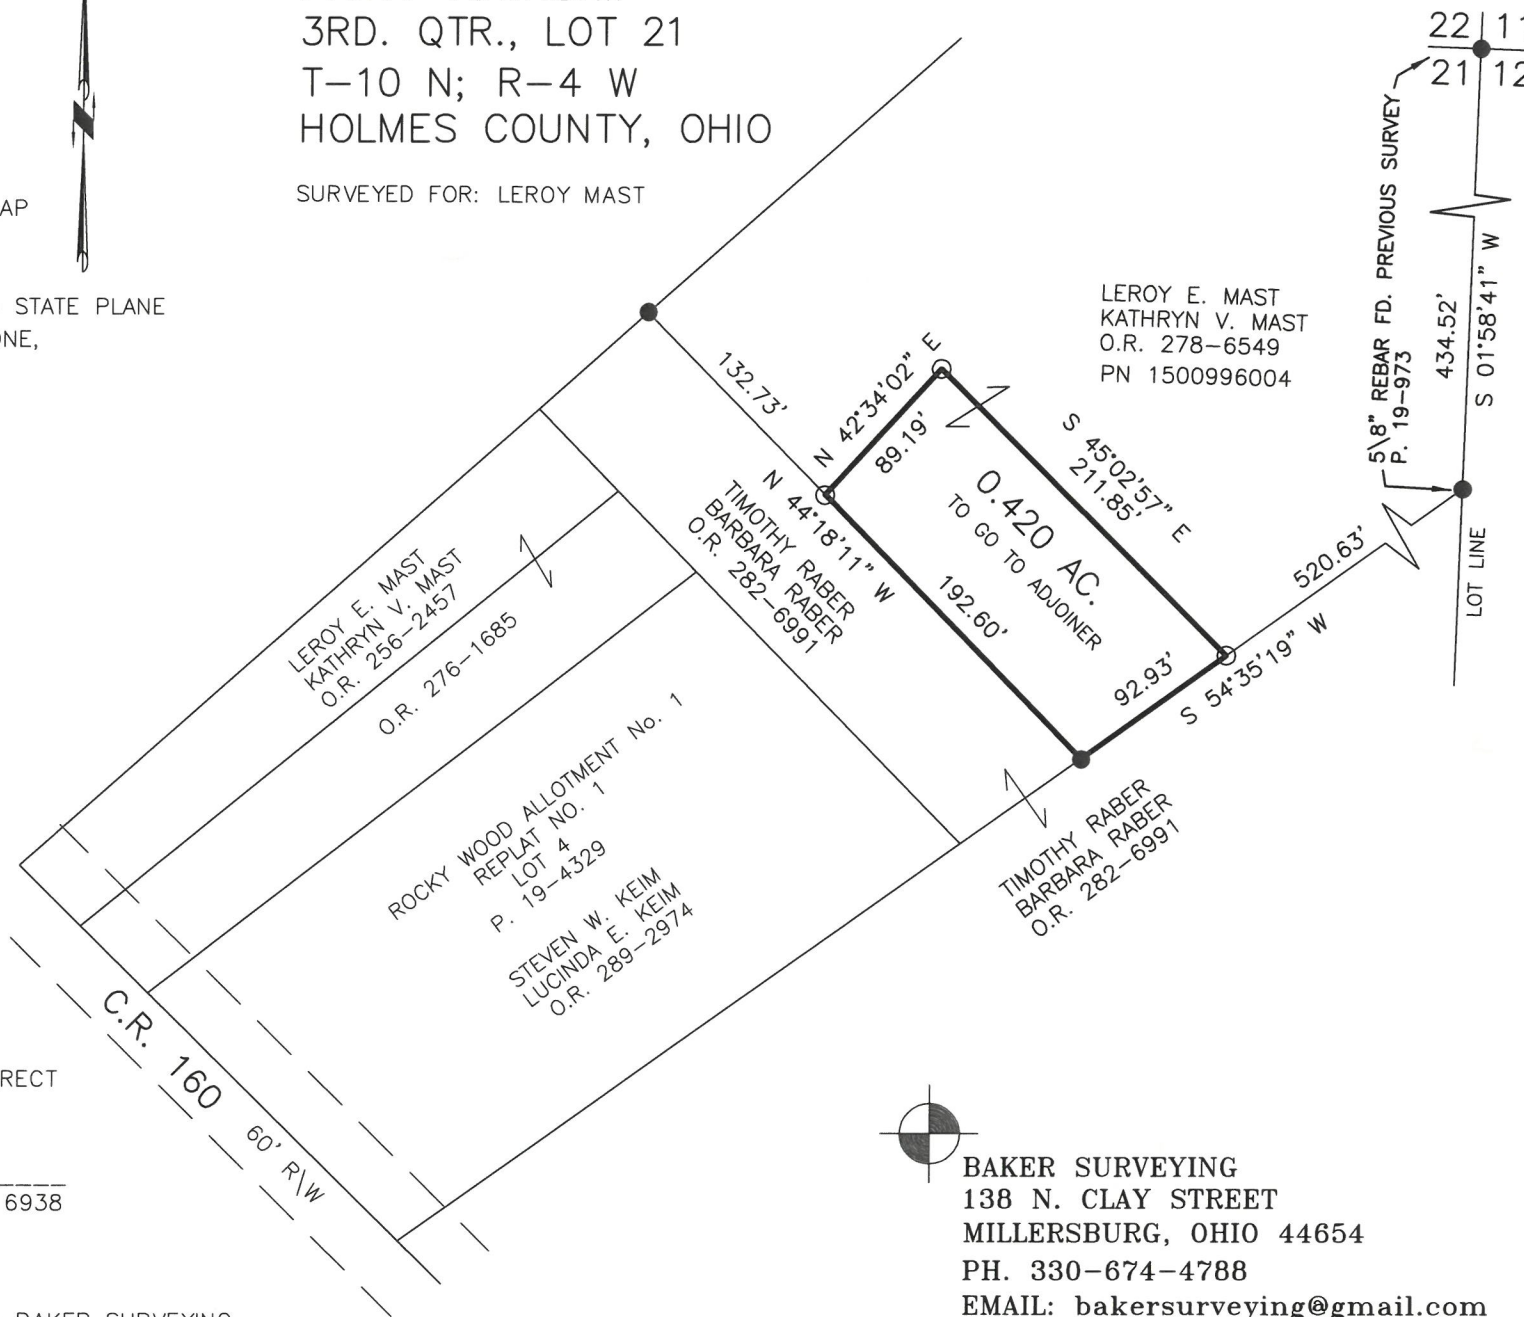 3RD. QTR., LOT 21
T-10 N; R-4 W
HOLMES COUNTY, OHIO
SURVEYED FOR: LEROY MAST
AP
STATE PLANE
ONE,
22
11
21
12
5\8" REBAR FD. PREVIOUS SURVEY
P. 19-973
434.52'
S 01°58'41" W
LOT LINE
LEROY E. MAST
KATHRYN V. MAST
O.R. 278-6549
PN 1500996004
132.73'
N 42°34'02" E
89.19'
S 45°02'57" E
211.85'
0.420 AC.
TO GO TO ADJOINER
N 44°18'11" W
192.60'
TIMOTHY RABER
BARBARA RABER
O.R. 282-6991
92.93'
520.63'
S 54°35'19" W
LEROY E. MAST
KATHRYN V. MAST
O.R. 256-2457
O.R. 276-1685
ROCKY WOOD ALLOTMENT No. 1
REPLAT NO. 1
LOT 4
P. 19-4329
STEVEN W. KEIM
LUCINDA E. KEIM
O.R. 289-2974
TIMOTHY RABER
BARBARA RABER
O.R. 282-6991
C.R. 160
60' R\W
RECT
6938
BAKER SURVEYING
138 N. CLAY STREET
MILLERSBURG, OHIO 44654
PH. 330-674-4788
EMAIL: bakersurveying@gmail.com
BAKER SURVEYING